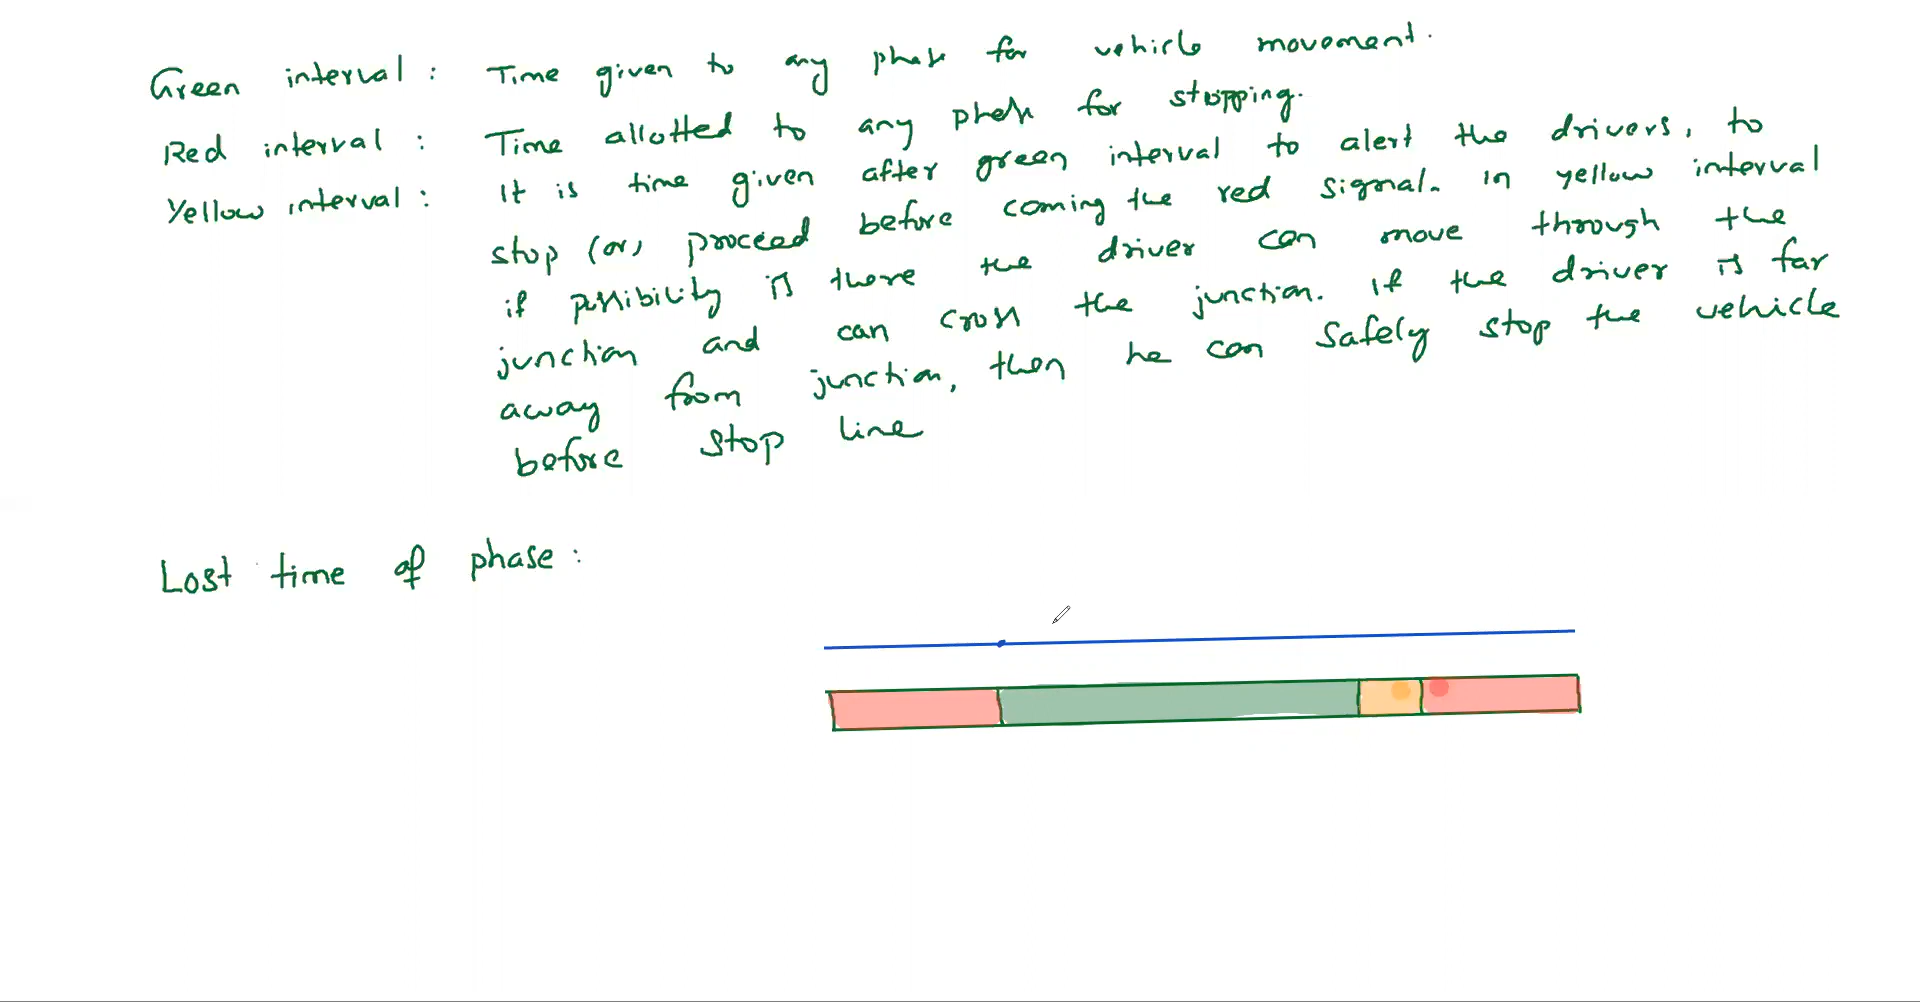 Green interval : Time given to any phase for vehicle movement.
Red interval : Time allotted to any phase for stopping.
Yellow interval : It is time given after green interval to alert the drivers, to
stop (or) proceed before coming the red signal. in yellow interval
if possibility is there the driver can move through the
junction and can cross the junction. If the driver is far
away from junction, then he can safely stop the vehicle
before stop line
Lost time of phase :